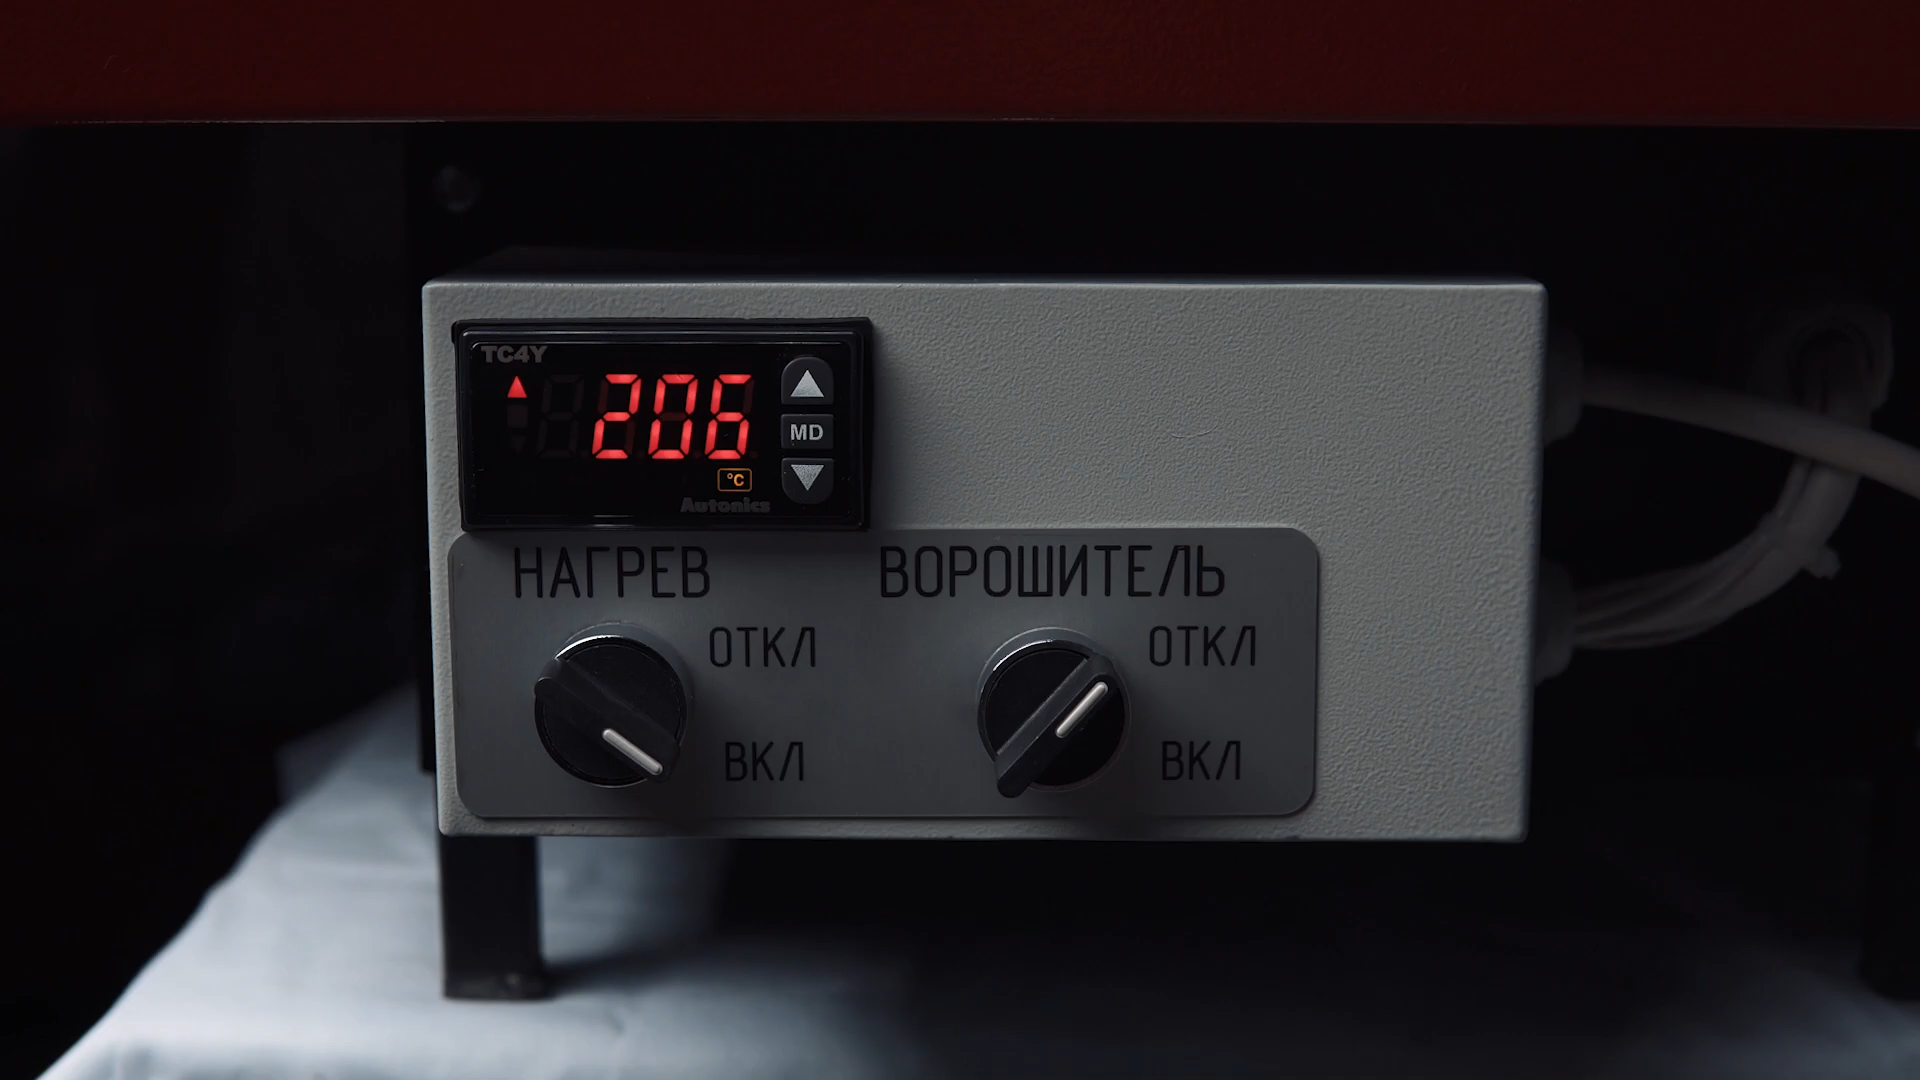 TC4Y
206
MD
°C
Autonics
НАГРЕВ
ВОРОШИТЕЛЬ
ОТКЛ
ОТКЛ
ВКЛ
ВКЛ